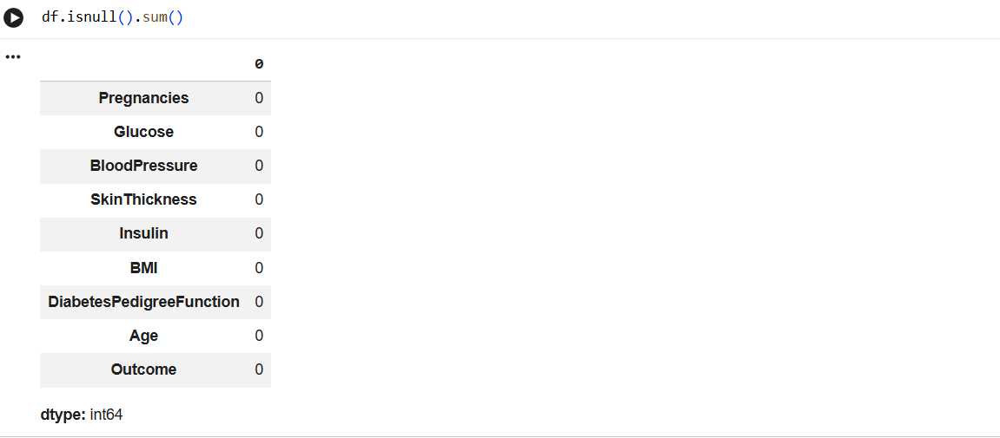 df.isnull().sum()
0
Pregnancies 0
Glucose 0
BloodPressure 0
SkinThickness 0
Insulin 0
BMI 0
DiabetesPedigreeFunction 0
Age 0
Outcome 0
dtype: int64